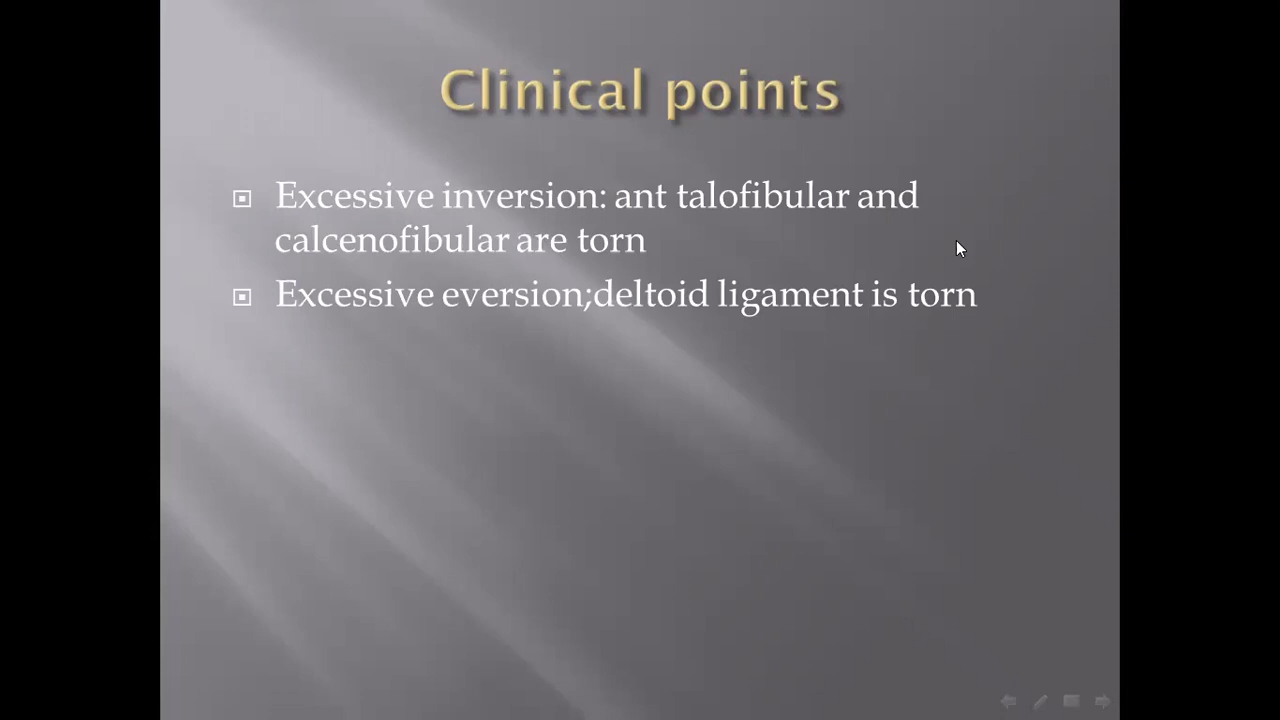 Clinical points
Excessive inversion: ant talofibular and
calcenofibular are torn
Excessive eversion;deltoid ligament is torn